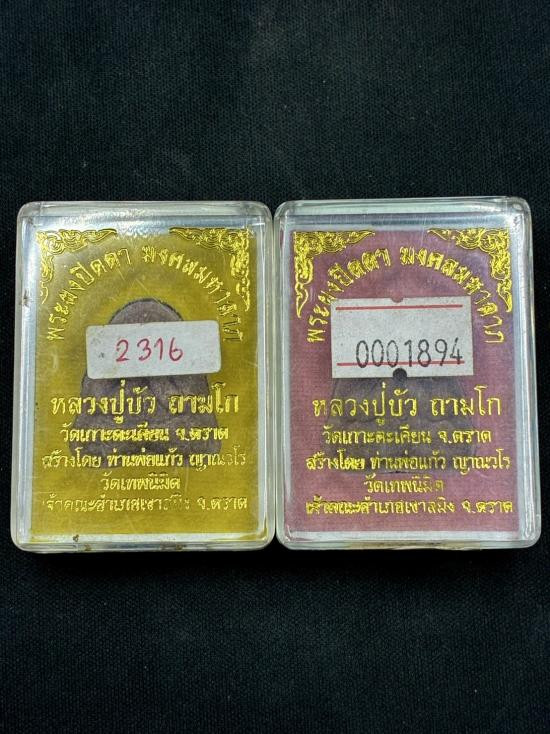 พระผงปิดตา มงคลมหาลาภ
2316
หลวงปู่บัว ถามโก
วัดเกาะตะเคียน จ.ตราด
สร้างโดย ท่านพ่อแก้ว ญาณวโร
วัดเทพนิมิต
เจ้าคณะอำเภอเขาสมิง จ.ตราด
พระผงปิดตา มงคลมหาลาภ
0001894
หลวงปู่บัว ถามโก
วัดเกาะตะเคียน จ.ตราด
สร้างโดย ท่านพ่อแก้ว ญาณวโร
วัดเทพนิมิต
เจ้าคณะอำเภอเขาสมิง จ.ตราด